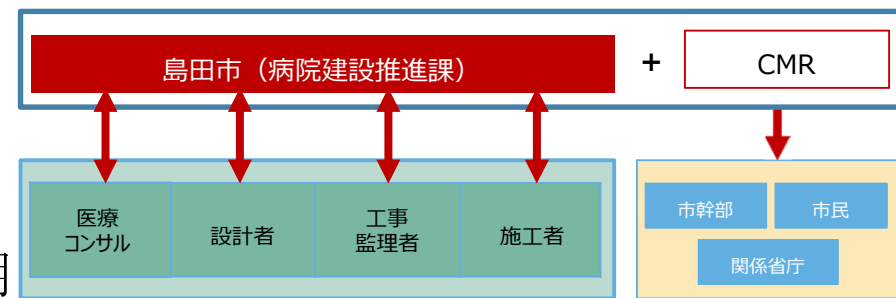 島田市（病院建設推進課）
+
CMR
医療
コンサル
設計者
工事
監理者
施工者
市幹部
市民
関係省庁